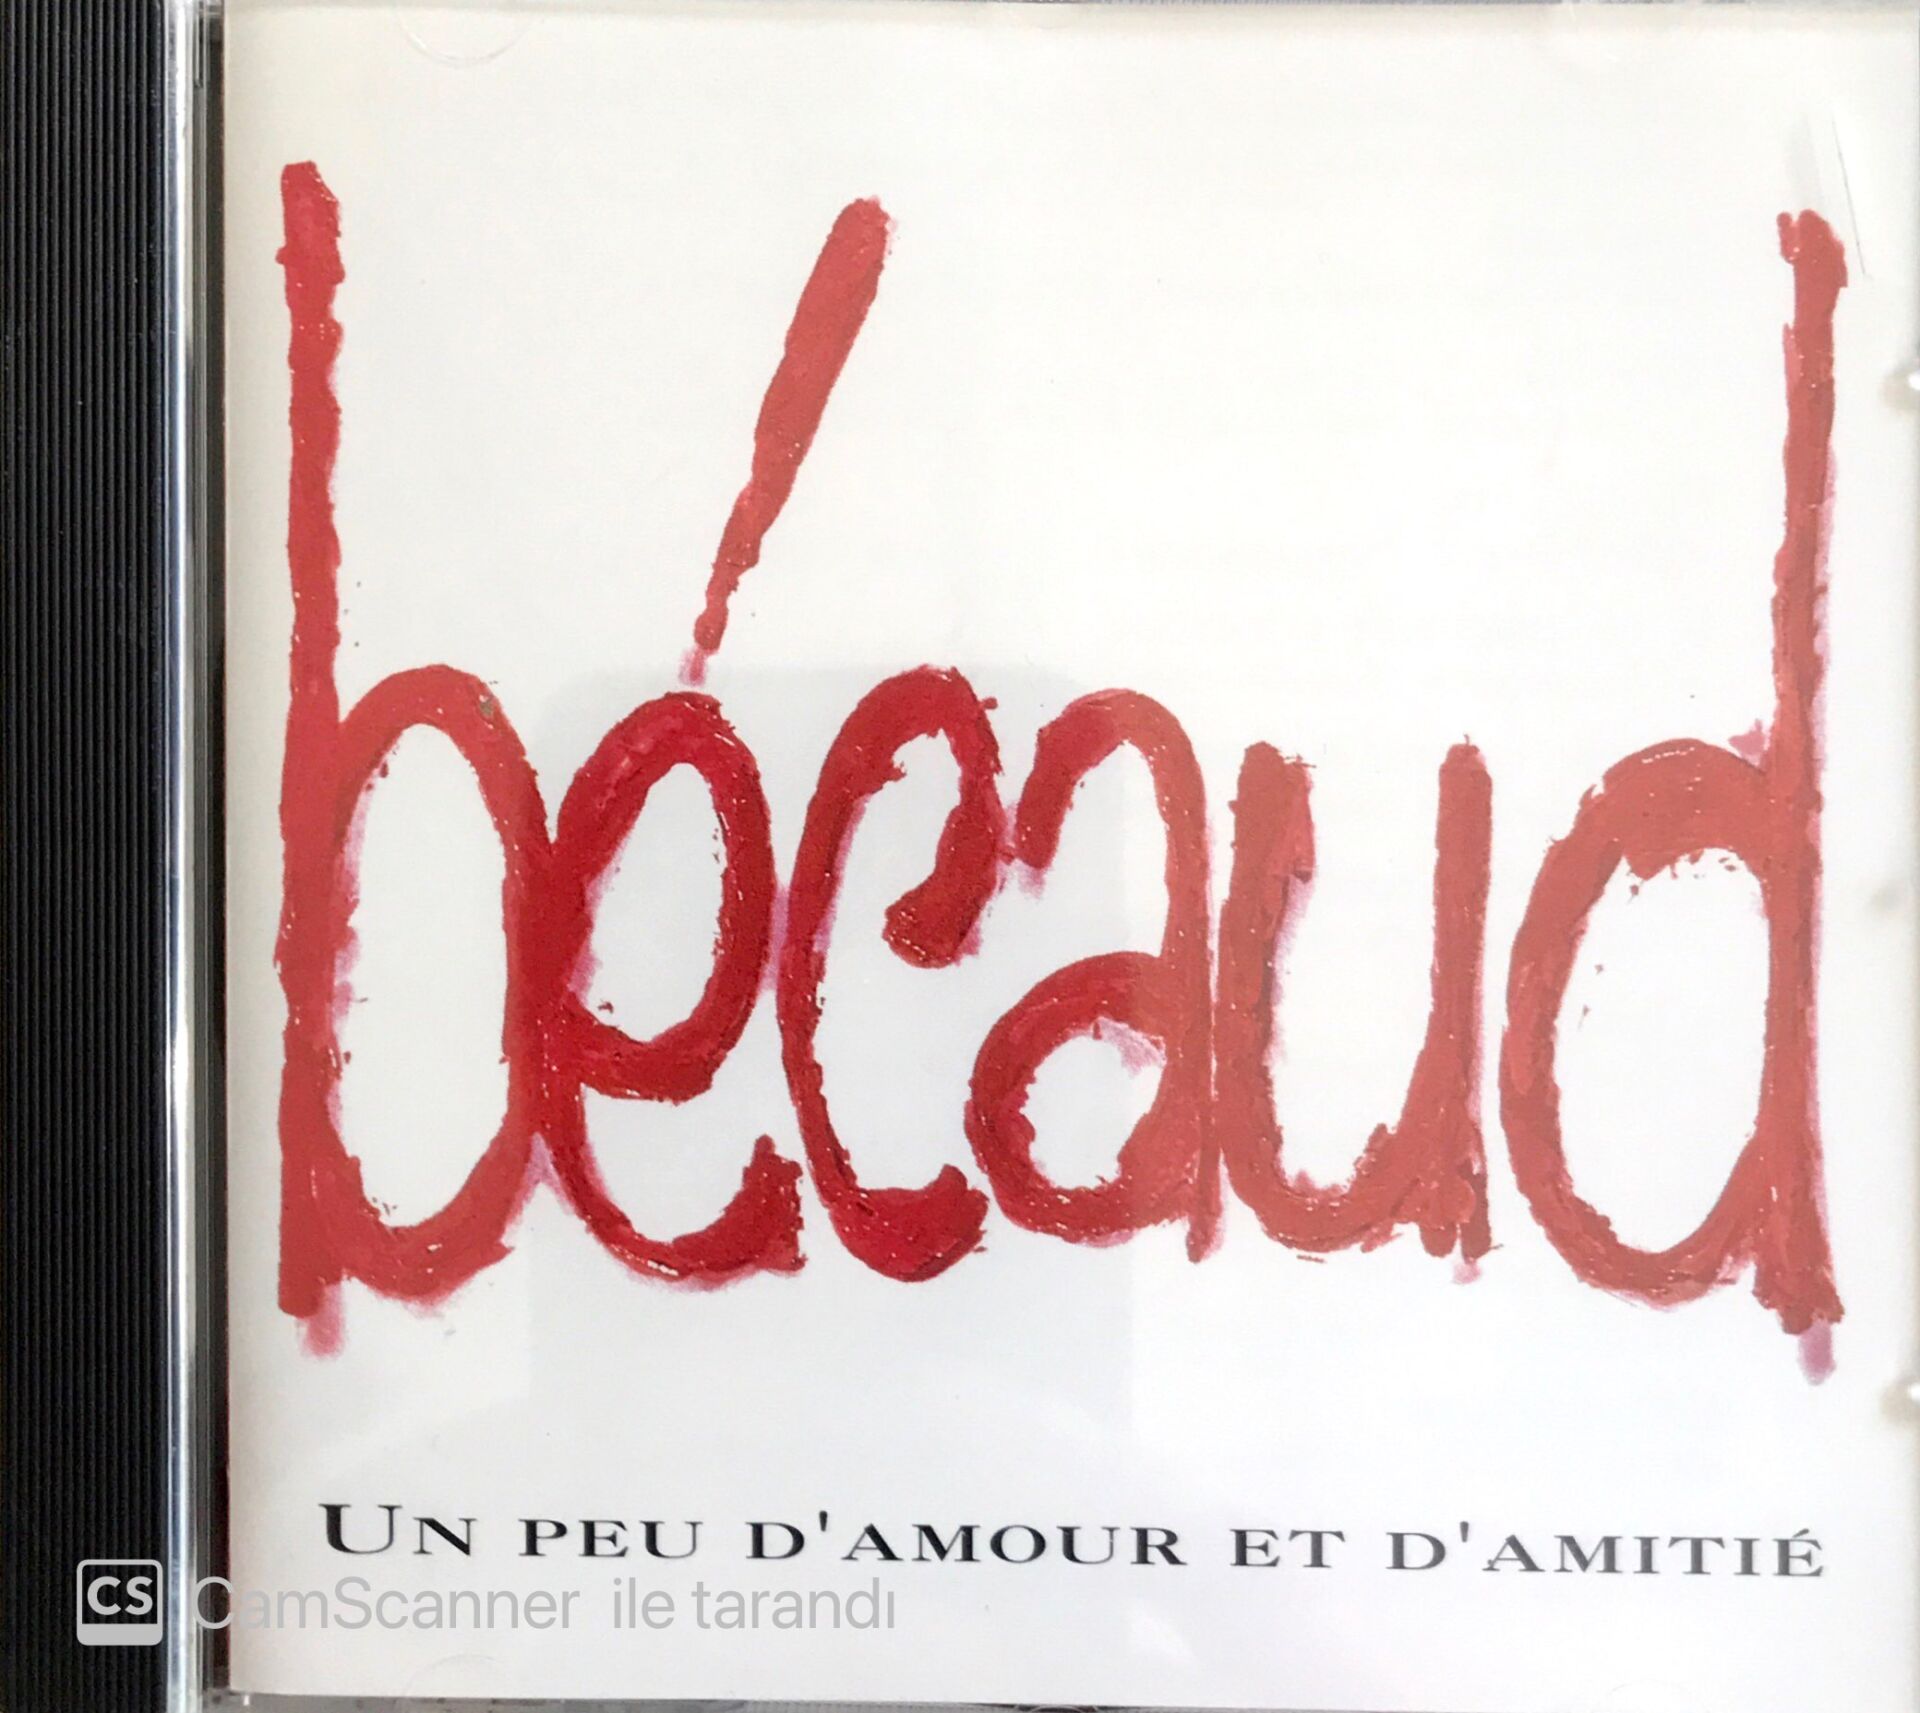 bécaud
UN PEU D'AMOUR ET D'AMITIÉ
CS CamScanner ile tarandı